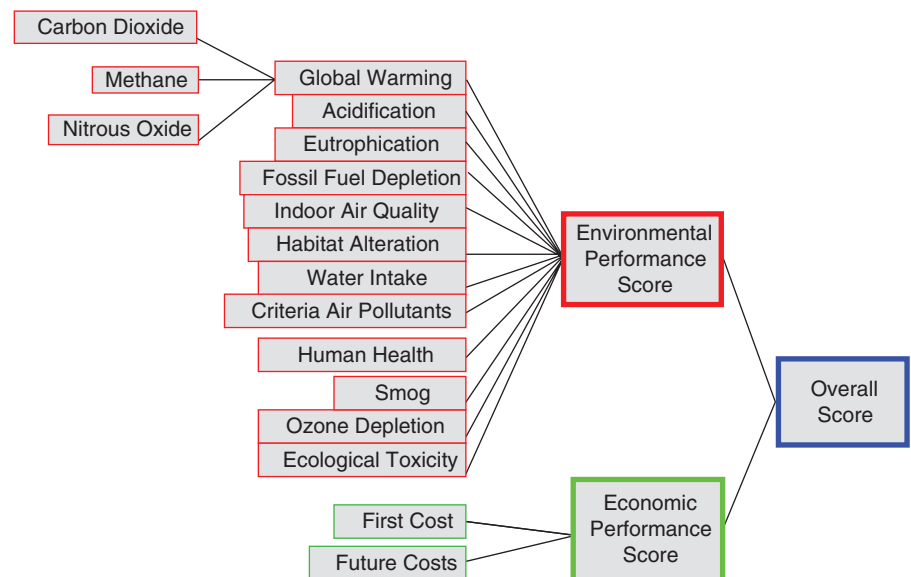 Carbon Dioxide
Methane
Nitrous Oxide
Global Warming
Acidification
Eutrophication
Fossil Fuel Depletion
Indoor Air Quality
Habitat Alteration
Water Intake
Criteria Air Pollutants
Human Health
Smog
Ozone Depletion
Ecological Toxicity
First Cost
Future Costs
Environmental
Performance
Score
Economic
Performance
Score
Overall
Score